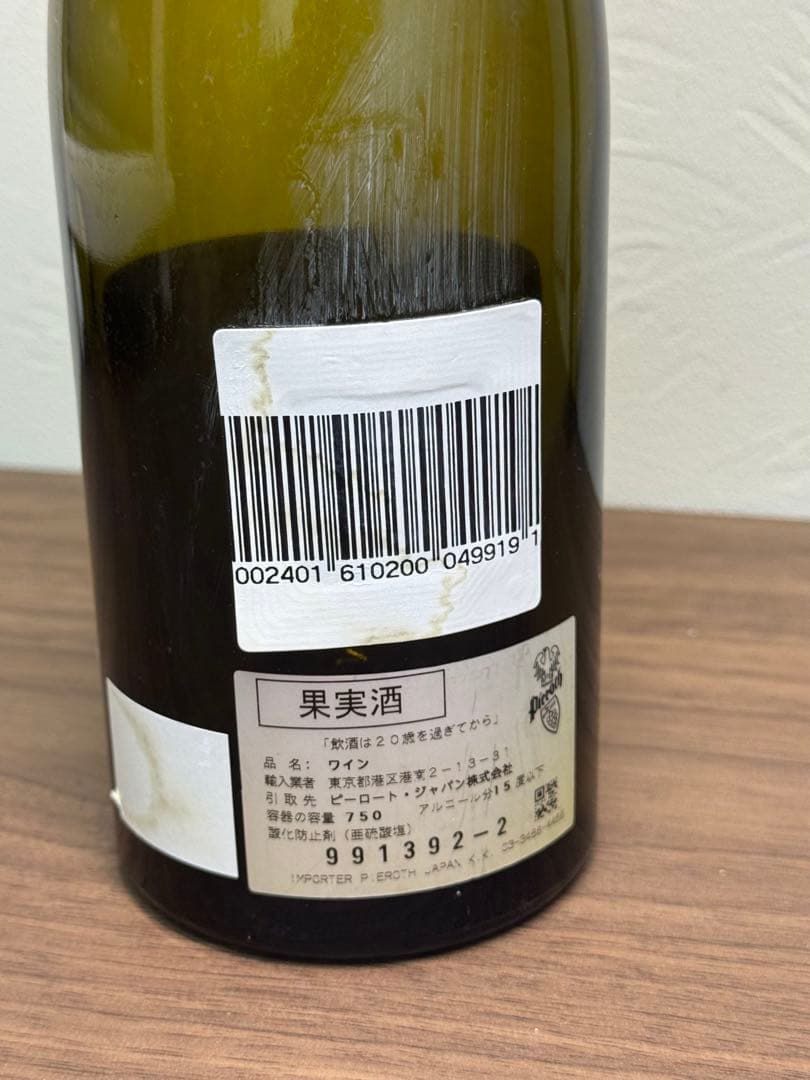 002401 610200 049919 1
果実酒
Pieroth
「飲酒は20歳を過ぎてから」
品 名: ワイン
輸入業者 東京都港区港南2-13-31
引 取 先 ピーロート・ジャパン株式会社
容器の容量 750 アルコール分15度以下
酸化防止剤（亜硫酸塩）
991392-2
IMPORTER PIEROTH JAPAN K.K. 03-3458-4455